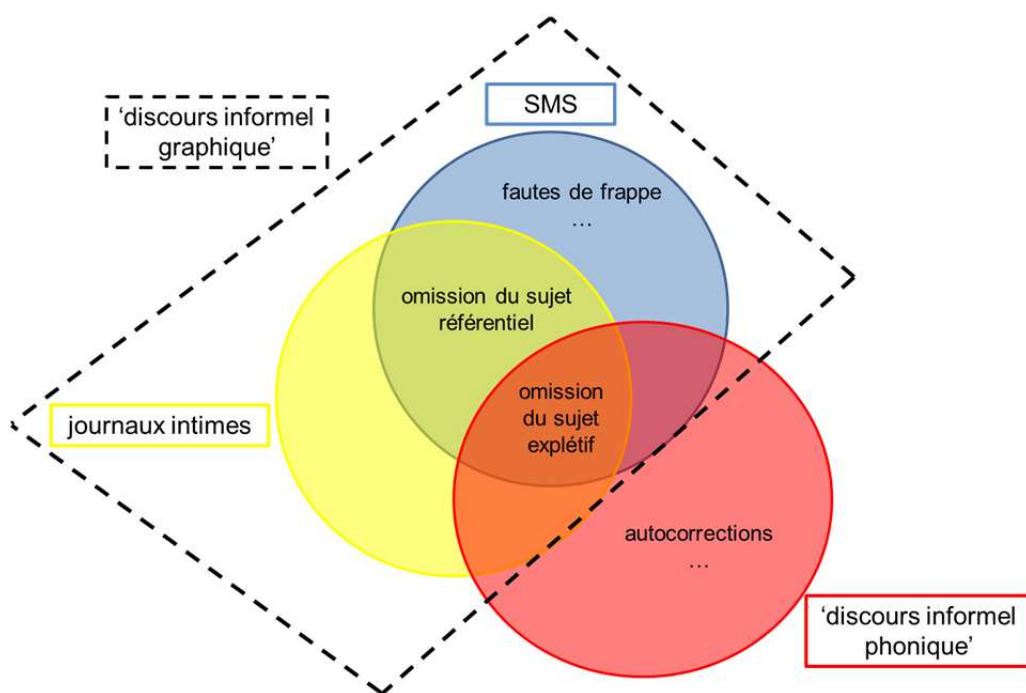 SMS
‘discours informel
graphique’
fautes de frappe
…
omission du sujet
référentiel
omission
du sujet
explétif
journaux intimes
autocorrections
…
‘discours informel
phonique’